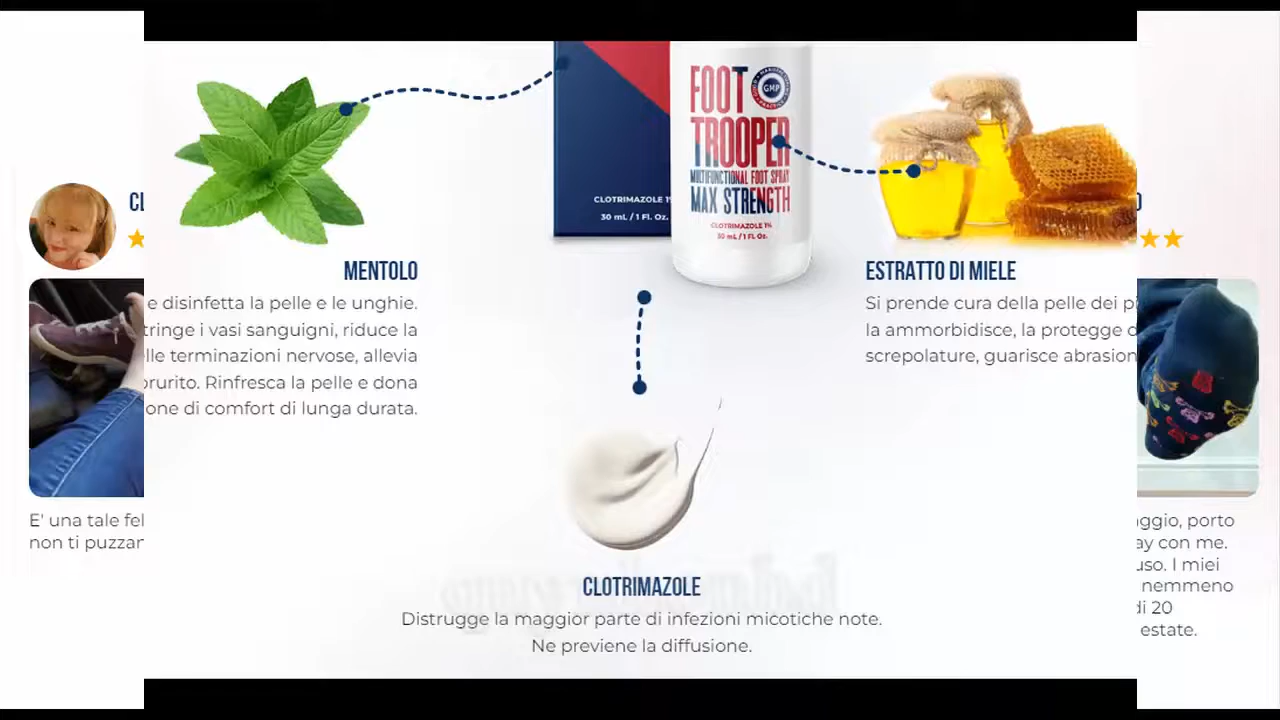 FOOT
TROOPER
GMP
MULTIFUNCTIONAL FOOT SPRAY
MAX STRENGTH
CLOTRIMAZOLE 1%
30 mL / 1 Fl. Oz.
CLOTRIMAZOLE 1%
30 mL / 1 Fl. Oz.
MENTOLO
e disinfetta la pelle e le unghie.
tringe i vasi sanguigni, riduce la
lle terminazioni nervose, allevia
prurito. Rinfresca la pelle e dona
one di comfort di lunga durata.
ESTRATTO DI MIELE
Si prende cura della pelle dei
la ammorbidisce, la protegge
screpolature, guarisce abrasion
CLOTRIMAZOLE
Distrugge la maggior parte di infezioni micotiche note.
Ne previene la diffusione.
E' una tale fel
non ti puzzar
ggio, porto
ay con me.
uso. I miei
nemmeno
di 20
estate.